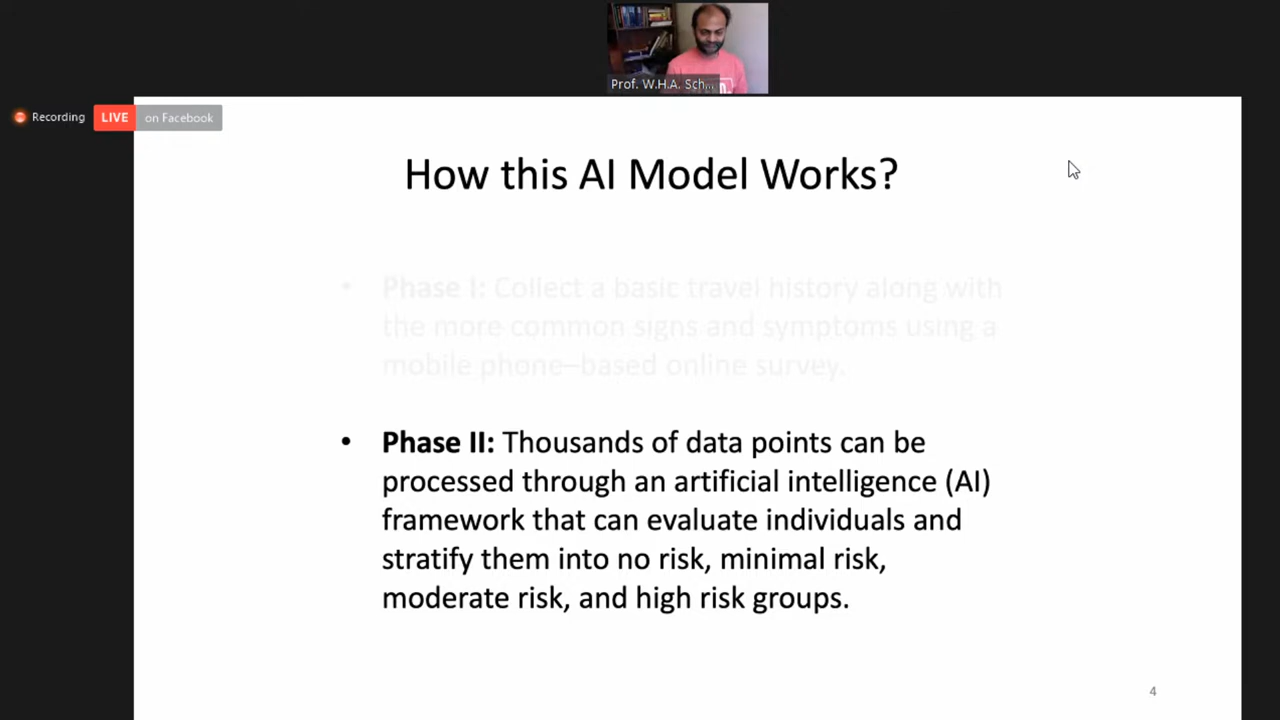 Prof. W.H.A. Sch...
Recording
LIVE on Facebook
How this AI Model Works?
• Phase I: Collect a basic travel history along with
the more common signs and symptoms using a
mobile phone–based online survey.
• Phase II: Thousands of data points can be
processed through an artificial intelligence (AI)
framework that can evaluate individuals and
stratify them into no risk, minimal risk,
moderate risk, and high risk groups.
4